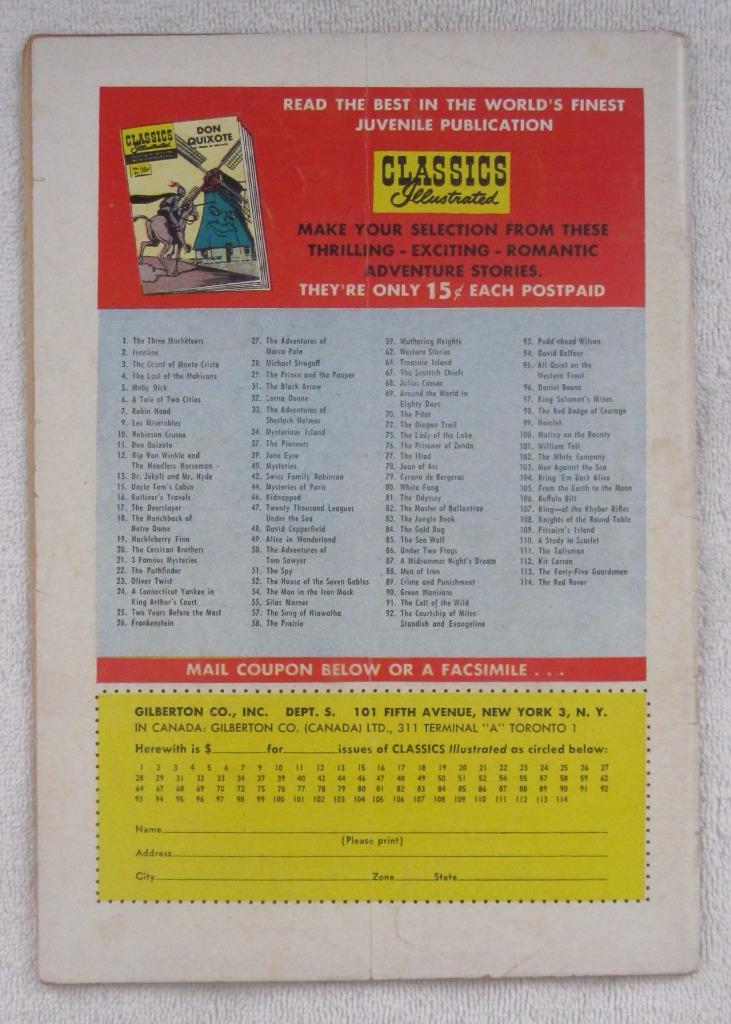 READ THE BEST IN THE WORLD'S FINEST
JUVENILE PUBLICATION
CLASSICS
Illustrated
DON
QUIXOTE
CLASSICS
Illustrated
15¢
MAKE YOUR SELECTION FROM THESE
THRILLING - EXCITING - ROMANTIC
ADVENTURE STORIES.
THEY'RE ONLY 15¢ EACH POSTPAID
1. The Three Musketeers
2. Ivanhoe
3. The Count of Monte Cristo
4. The Last of the Mohicans
5. Moby Dick
6. A Tale of Two Cities
7. Robin Hood
9. Les Miserables
10. Robinson Crusoe
11. Don Quixote
12. Rip Van Winkle and
The Headless Horseman
13. Dr. Jekyll and Mr. Hyde
15. Uncle Tom's Cabin
16. Gulliver's Travels
17. The Deerslayer
18. The Hunchback of
Notre Dame
19. Huckleberry Finn
20. The Corsican Brothers
21. 3 Famous Mysteries
22. The Pathfinder
23. Oliver Twist
24. A Connecticut Yankee in
King Arthur's Court
25. Two Years Before the Mast
26. Frankenstein
27. The Adventures of
Marco Polo
28. Michael Strogoff
29. The Prince and the Pauper
31. The Black Arrow
32. Lorna Doone
33. The Adventures of
Sherlock Holmes
34. Mysterious Island
37. The Pioneers
39. Jane Eyre
40. Mysteries
42. Swiss Family Robinson
44. Mysteries of Paris
46. Kidnapped
47. Twenty Thousand Leagues
Under the Sea
48. David Copperfield
49. Alice in Wonderland
50. The Adventures of
Tom Sawyer
51. The Spy
52. The House of the Seven Gables
54. The Man in the Iron Mask
55. Silas Marner
57. The Song of Hiawatha
58. The Prairie
59. Wuthering Heights
62. Western Stories
64. Treasure Island
67. The Scottish Chiefs
68. Julius Caesar
69. Around the World in
Eighty Days
70. The Pilot
72. The Oregon Trail
75. The Lady of the Lake
76. The Prisoner of Zenda
77. The Iliad
78. Joan of Arc
79. Cyrano de Bergerac
80. White Fang
81. The Odyssey
82. The Master of Ballantrae
83. The Jungle Book
84. The Gold Bug
85. The Sea Wolf
86. Under Two Flags
87. A Midsummer Night's Dream
88. Men of Iron
89. Crime and Punishment
90. Green Mansions
91. The Call of the Wild
92. The Courtship of Miles
Standish and Evangeline
93. Pudd'nhead Wilson
94. David Balfour
95. All Quiet on the
Western Front
96. Daniel Boone
97. King Solomon's Mines
98. The Red Badge of Courage
99. Hamlet
100. Mutiny on the Bounty
101. William Tell
102. The White Company
103. Men Against the Sea
104. Bring 'Em Back Alive
105. From the Earth to the Moon
106. Buffalo Bill
107. King—of the Khyber Rifles
108. Knights of the Round Table
109. Pitcairn's Island
110. A Study in Scarlet
111. The Talisman
112. Kit Carson
113. The Forty-Five Guardsmen
114. The Red Rover
MAIL COUPON BELOW OR A FACSIMILE . . .
GILBERTON CO., INC. DEPT. S. 101 FIFTH AVENUE, NEW YORK 3, N. Y.
IN CANADA: GILBERTON CO. (CANADA) LTD., 311 TERMINAL "A" TORONTO 1
Herewith is $________for________issues of CLASSICS Illustrated as circled below:
1 2 3 4 5 6 7 9 10 11 12 13 15 16 17 18 19 20 21 22 23 24 25 26 27
28 29 31 32 33 34 37 39 40 42 44 46 47 48 49 50 51 52 54 55 57 58 59 62
64 67 68 69 70 72 75 76 77 78 79 80 81 82 83 84 85 86 87 88 89 90 91 92
93 94 95 96 97 98 99 100 101 102 103 104 105 106 107 108 109 110 111 112 113 114
Name
(Please print)
Address
City Zone State